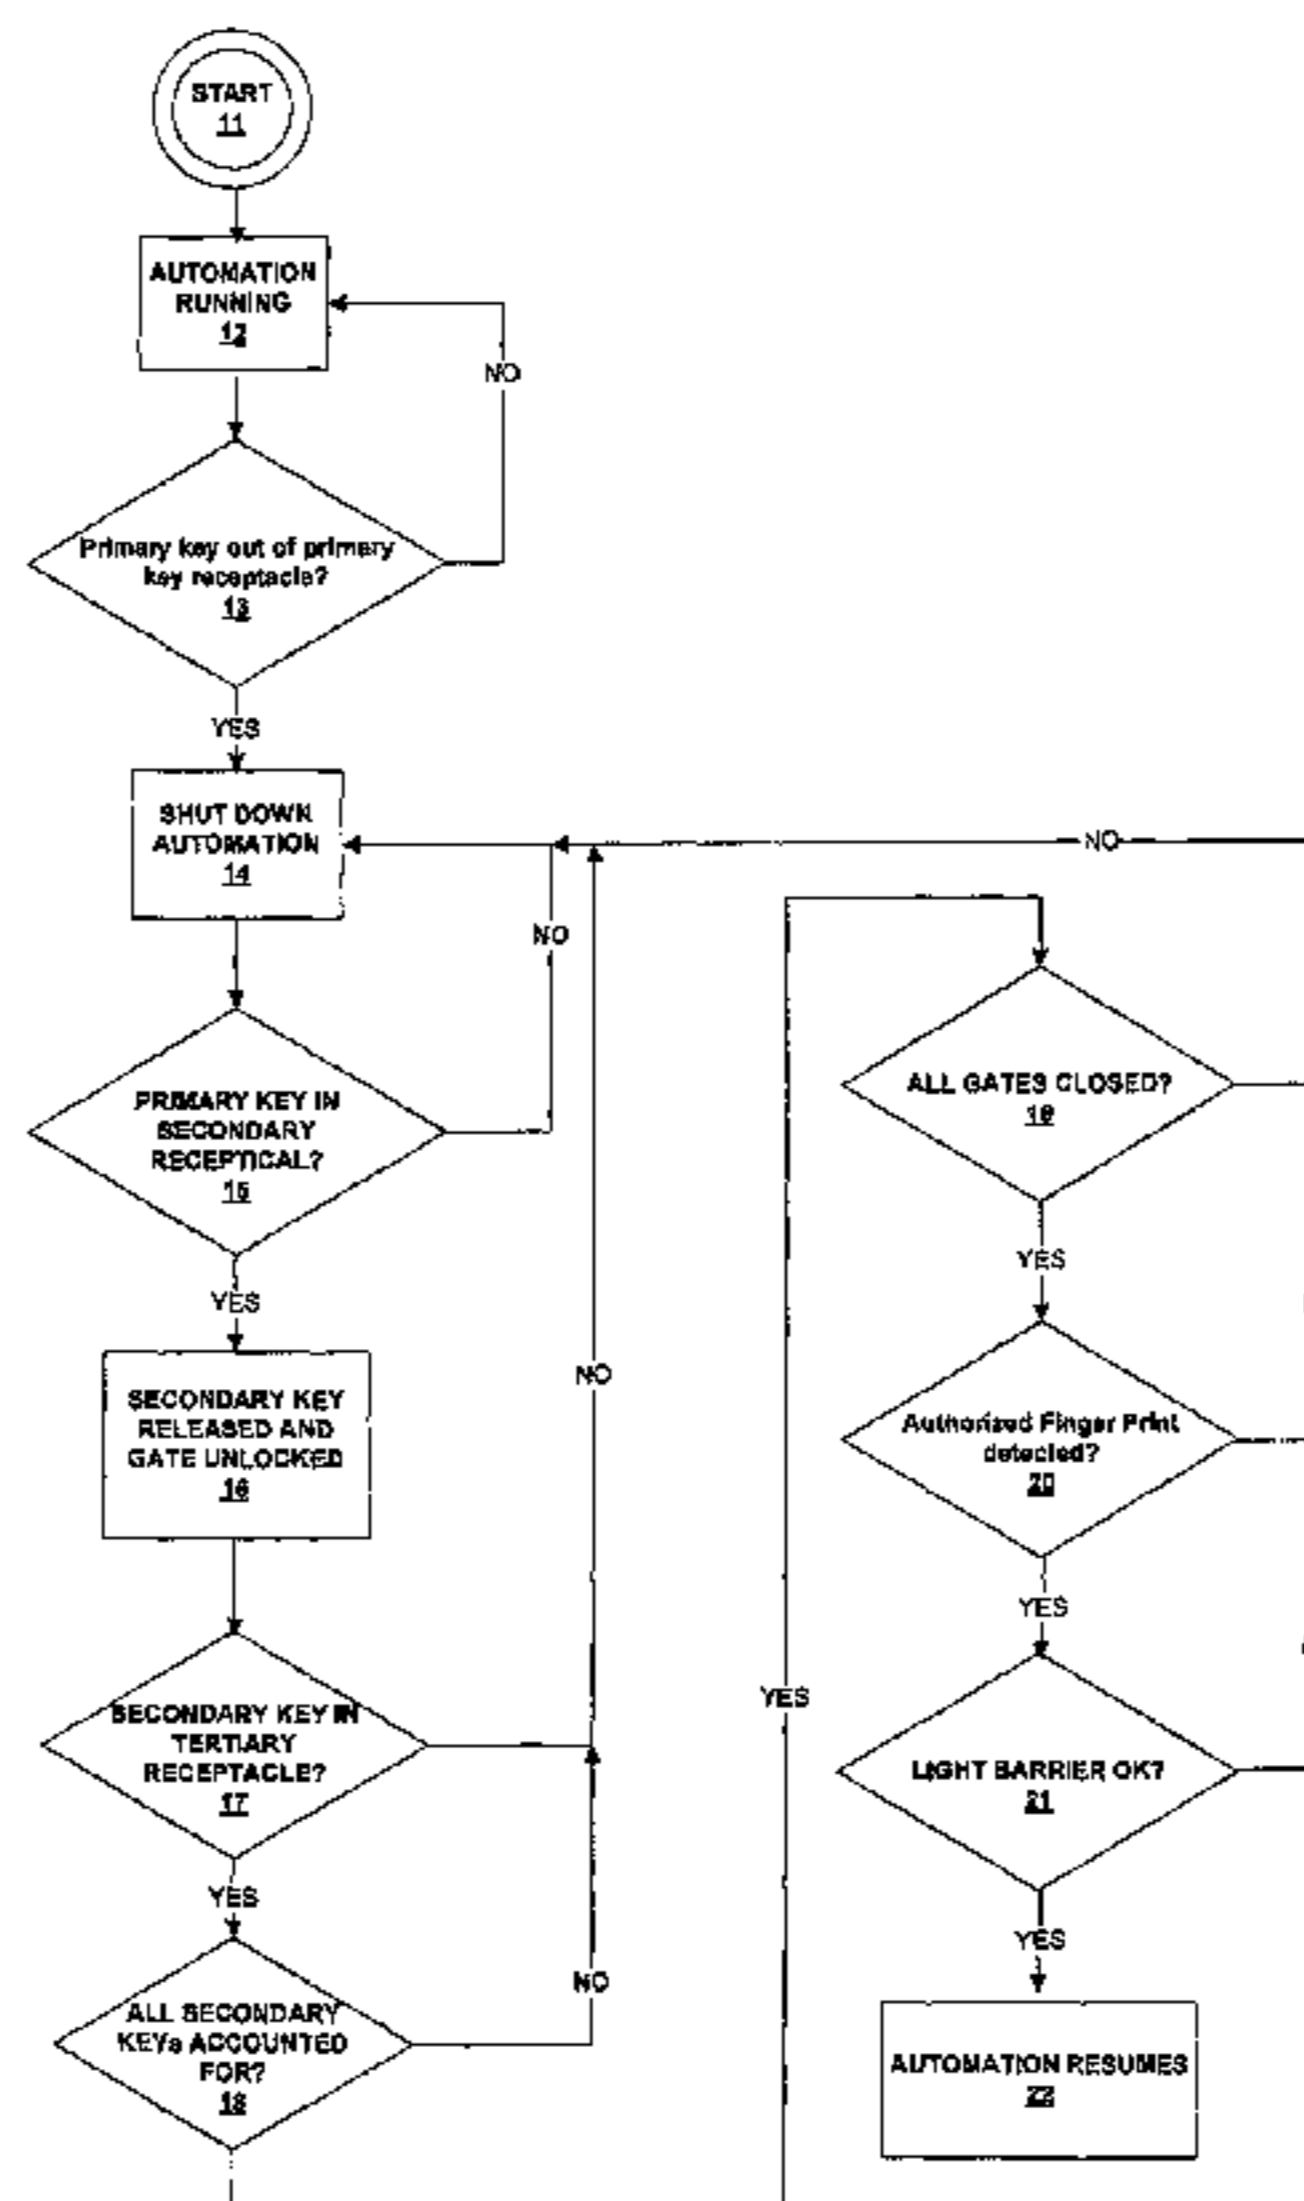 START
11
AUTOMATION
RUNNING
12
NO
Primary key out of primary
key receptacle?
13
YES
SHUT DOWN
AUTOMATION
14
NO
NO
PRIMARY KEY IN
SECONDARY
RECEPTICAL?
15
YES
SECONDARY KEY
RELEASED AND
GATE UNLOCKED
16
NO
SECONDARY KEY IN
TERTIARY
RECEPTACLE?
17
YES
NO
ALL SECONDARY
KEYs ACCOUNTED
FOR?
18
YES
ALL GATES CLOSED?
19
YES
Authorized Finger Print
detected?
20
YES
LIGHT BARRIER OK?
21
YES
AUTOMATION RESUMES
22